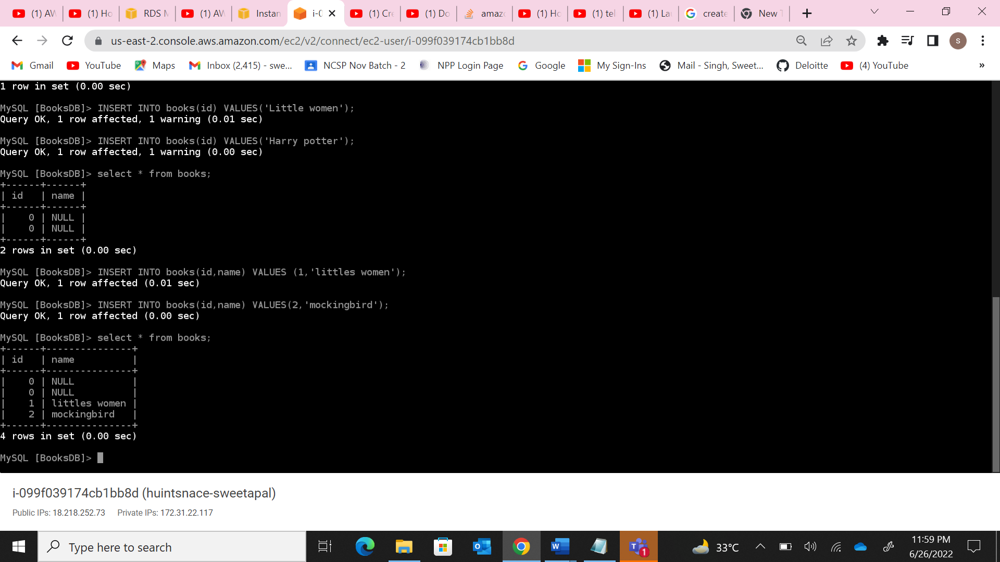 (1) AW
(1) Ho
RDS M
(1) AW
Instan
i-0
(1) Cre
(1) Do
amazo
(1) Ho
(1) tel
(1) Lau
create
New T
us-east-2.console.aws.amazon.com/ec2/v2/connect/ec2-user/i-099f039174cb1bb8d
S
Gmail
YouTube
Maps
Inbox (2,415) - swe...
NCSP Nov Batch - 2
NPP Login Page
Google
My Sign-Ins
Mail - Singh, Sweet...
Deloitte
(4) YouTube
»
1 row in set (0.00 sec)
MySQL [BooksDB]> INSERT INTO books(id) VALUES('Little women');
Query OK, 1 row affected, 1 warning (0.01 sec)
MySQL [BooksDB]> INSERT INTO books(id) VALUES('Harry potter');
Query OK, 1 row affected, 1 warning (0.00 sec)
MySQL [BooksDB]> select * from books;
+------+------+
| id   | name |
+------+------+
|    0 | NULL |
|    0 | NULL |
+------+------+
2 rows in set (0.00 sec)
MySQL [BooksDB]> INSERT INTO books(id,name) VALUES (1,'littles women');
Query OK, 1 row affected (0.01 sec)
MySQL [BooksDB]> INSERT INTO books(id,name) VALUES(2,'mockingbird');
Query OK, 1 row affected (0.00 sec)
MySQL [BooksDB]> select * from books;
+------+---------------+
| id   | name          |
+------+---------------+
|    0 | NULL          |
|    0 | NULL          |
|    1 | littles women |
|    2 | mockingbird   |
+------+---------------+
4 rows in set (0.00 sec)
MySQL [BooksDB]>
i-099f039174cb1bb8d (huintsnace-sweetapal)
Public IPs: 18.218.252.73 Private IPs: 172.31.22.117
Type here to search
1
33°C
11:59 PM
6/26/2022